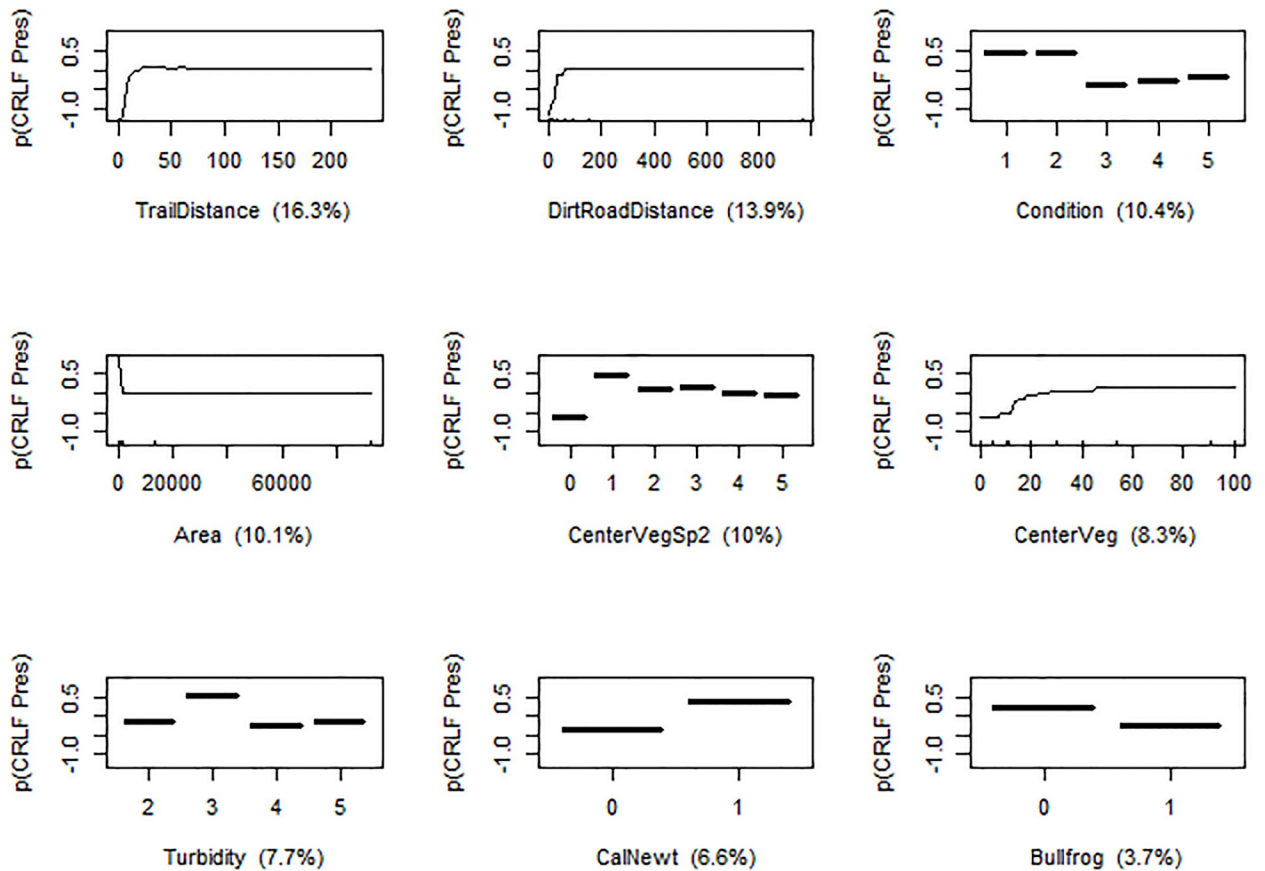 p(CRLF Pres)
0.5
-1.0
0 50 100 150 200
TrailDistance (16.3%)
p(CRLF Pres)
0.5
-1.0
0 200 400 600 800
DirtRoadDistance (13.9%)
p(CRLF Pres)
0.5
-1.0
1 2 3 4 5
Condition (10.4%)
p(CRLF Pres)
0.5
-1.0
0 20000 60000
Area (10.1%)
p(CRLF Pres)
0.5
-1.0
0 1 2 3 4 5
CenterVegSp2 (10%)
p(CRLF Pres)
0.5
-1.0
0 20 40 60 80 100
CenterVeg (8.3%)
p(CRLF Pres)
0.5
-1.0
2 3 4 5
Turbidity (7.7%)
p(CRLF Pres)
0.5
-1.0
0 1
CalNewt (6.6%)
p(CRLF Pres)
0.5
-1.0
0 1
Bullfrog (3.7%)